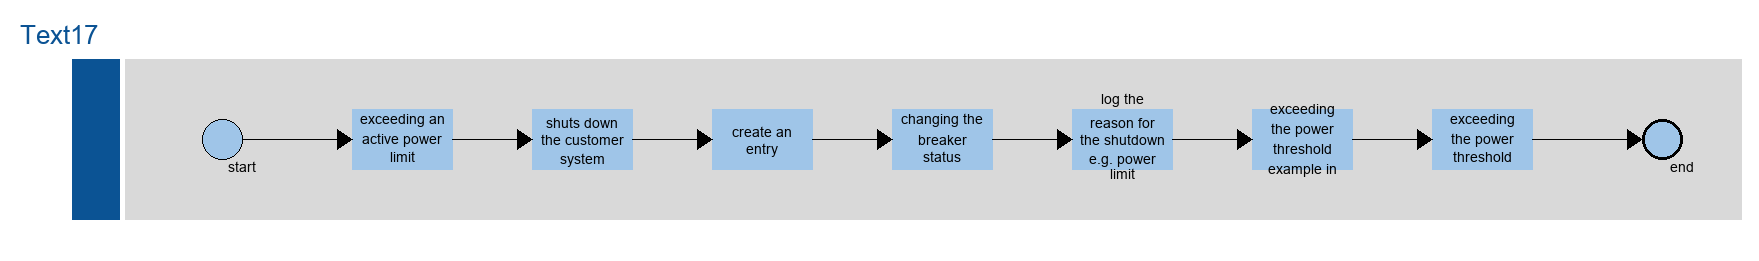 Text17
start
exceeding an
active power
limit
shuts down
the customer
system
create an
entry
changing the
breaker
status
log the
reason for
the shutdown
e.g. power
limit
exceeding
the power
threshold
example in
exceeding
the power
threshold
end